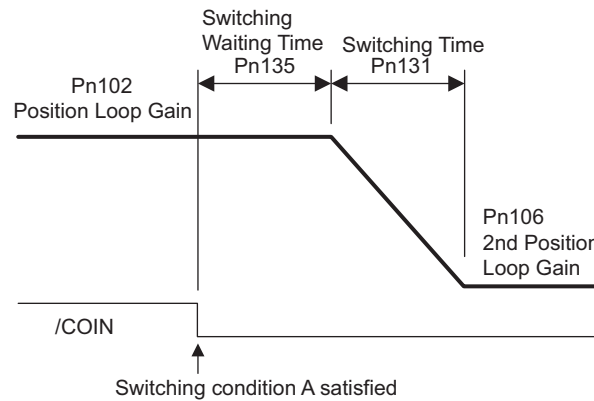 Switching
Waiting Time
Pn135
Switching Time
Pn131
Pn102
Position Loop Gain
Pn106
2nd Position
Loop Gain
/COIN
Switching condition A satisfied